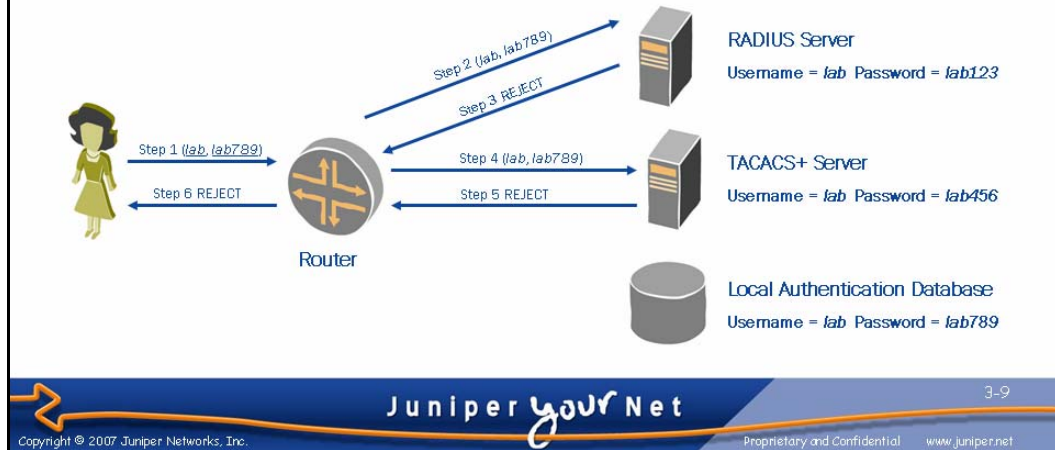 Step 2 (lab, lab789)
Step 3 REJECT
RADIUS Server
Username = lab Password = lab123
Step 1 (lab, lab789)
Step 6 REJECT
Router
Step 4 (lab, lab789)
Step 5 REJECT
TACACS+ Server
Username = lab Password = lab456
Local Authentication Database
Username = lab Password = lab789
Juniper your Net
3-9
Copyright © 2007 Juniper Networks, Inc.
Proprietary and Confidential www.juniper.net